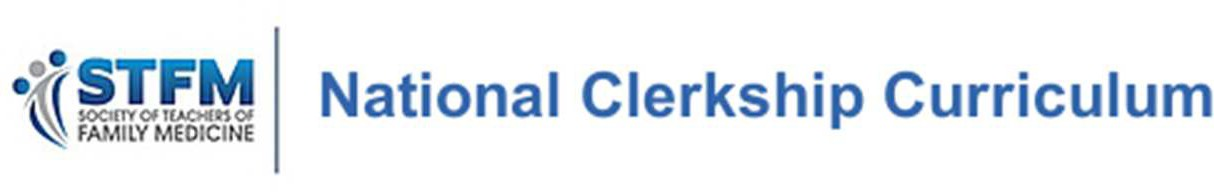 STFM
SOCIETY OF TEACHERS OF
FAMILY MEDICINE
National Clerkship Curriculum